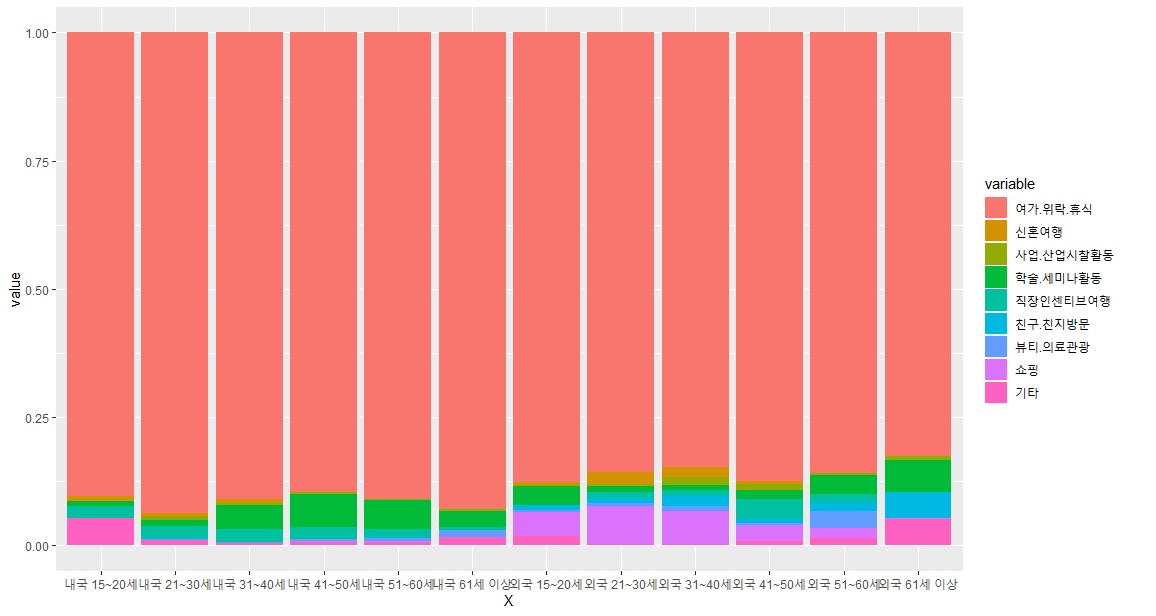 1.00
0.75
0.50
0.25
0.00
value
내국 15~20세
내국 21~30세
내국 31~40세
내국 41~50세
내국 51~60세
내국 61세 이상
외국 15~20세
외국 21~30세
외국 31~40세
외국 41~50세
외국 51~60세
외국 61세 이상
X
variable
여가.위락.휴식
신혼여행
사업.산업시찰활동
학술.세미나활동
직장인센티브여행
친구.친지방문
뷰티.의료관광
쇼핑
기타